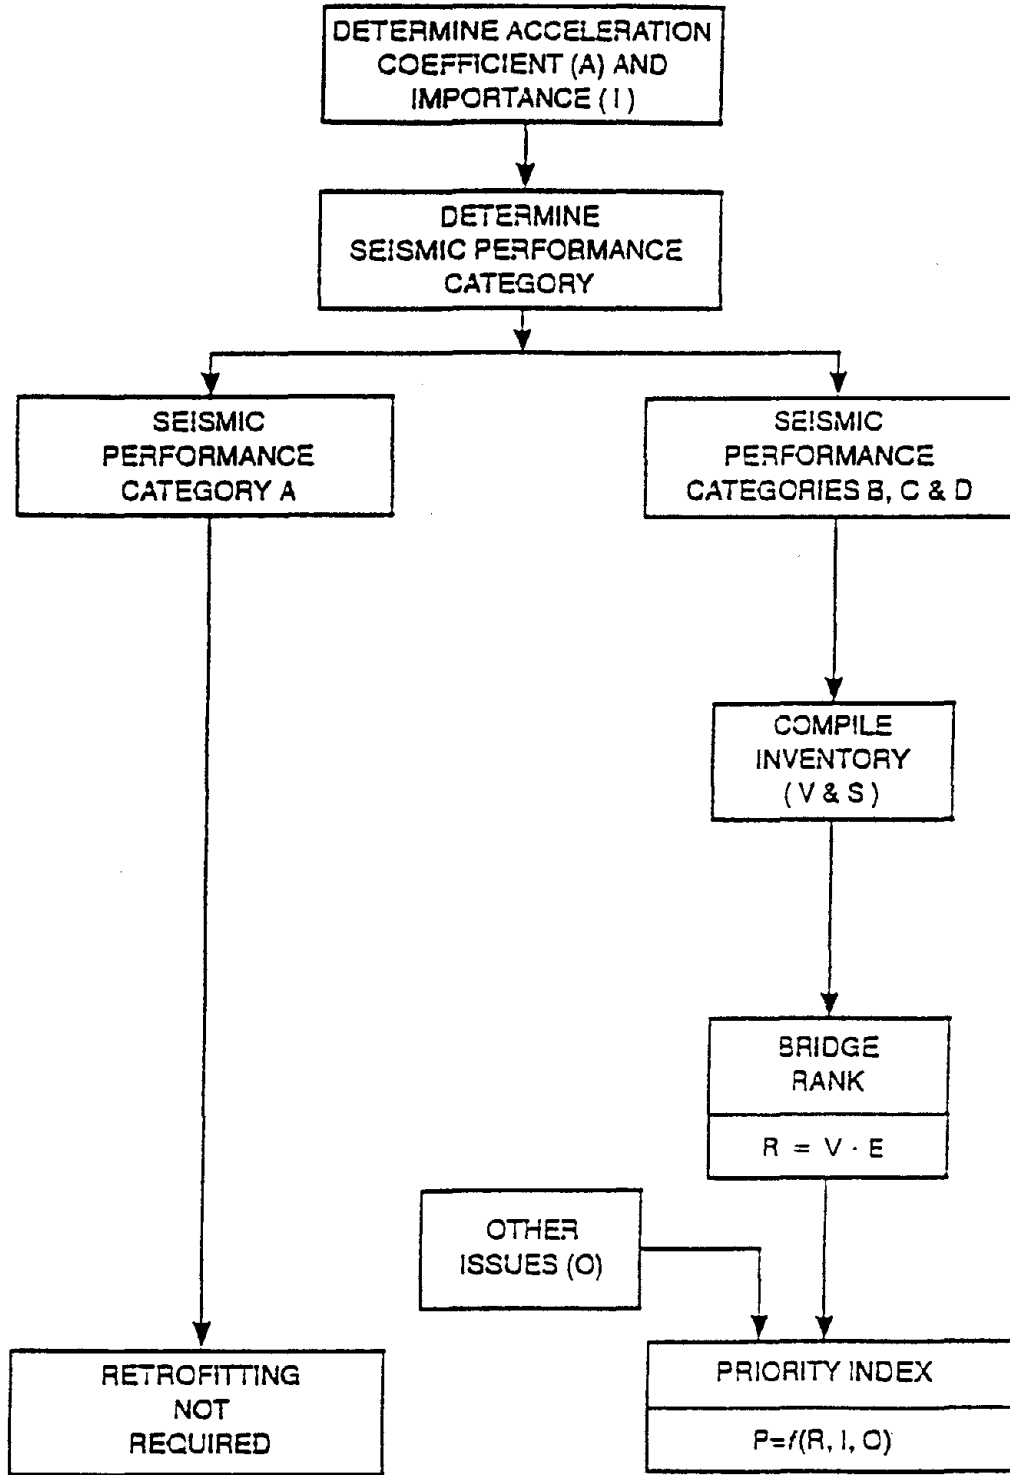 DETERMINE ACCELERATION
COEFFICIENT (A) AND
IMPORTANCE ( I )
DETERMINE
SEISMIC PERFORMANCE
CATEGORY
SEISMIC
PERFORMANCE
CATEGORY A
SEISMIC
PERFORMANCE
CATEGORIES B, C & D
COMPILE
INVENTORY
( V & S )
BRIDGE
RANK
R = V · E
OTHER
ISSUES (O)
RETROFITTING
NOT
REQUIRED
PRIORITY INDEX
P=f(R, I, O)